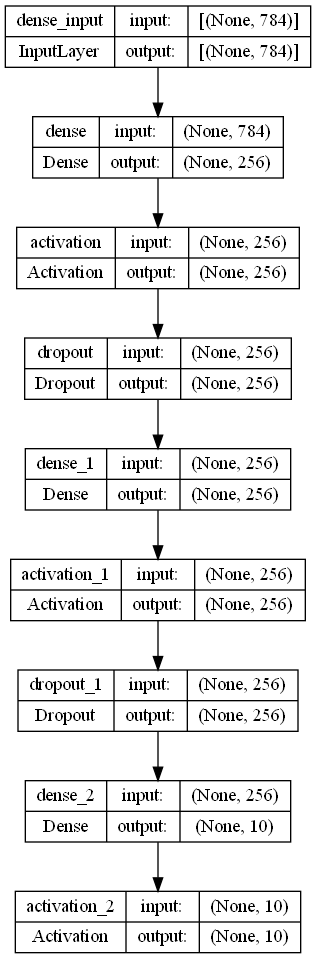 dense_input input: [(None, 784)]
InputLayer output: [(None, 784)]
dense input: (None, 784)
Dense output: (None, 256)
activation input: (None, 256)
Activation output: (None, 256)
dropout input: (None, 256)
Dropout output: (None, 256)
dense_1 input: (None, 256)
Dense output: (None, 256)
activation_1 input: (None, 256)
Activation output: (None, 256)
dropout_1 input: (None, 256)
Dropout output: (None, 256)
dense_2 input: (None, 256)
Dense output: (None, 10)
activation_2 input: (None, 10)
Activation output: (None, 10)